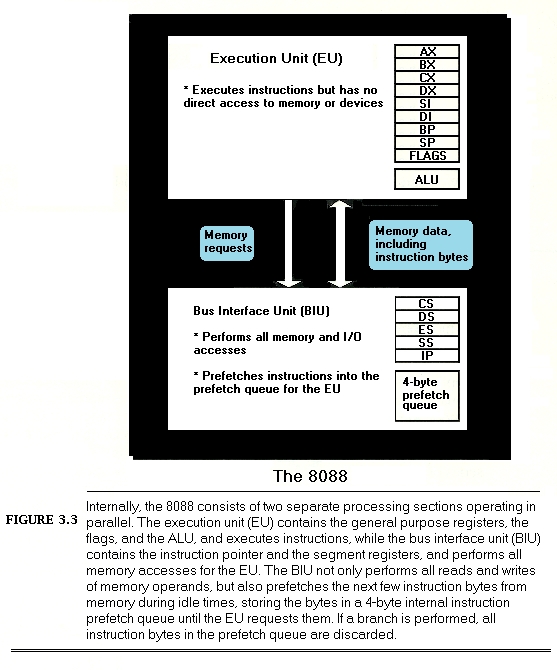 Execution Unit (EU)
* Executes instructions but has no
direct access to memory or devices
AX
BX
CX
DX
SI
DI
BP
SP
FLAGS
ALU
Memory
requests
Memory data,
including
instruction bytes
Bus Interface Unit (BIU)
* Performs all memory and I/O
accesses
* Prefetches instructions into the
prefetch queue for the EU
CS
DS
ES
SS
IP
4-byte
prefetch
queue
The 8088
FIGURE 3.3
Internally, the 8088 consists of two separate processing sections operating in
parallel. The execution unit (EU) contains the general purpose registers, the
flags, and the ALU, and executes instructions, while the bus interface unit (BIU)
contains the instruction pointer and the segment registers, and performs all
memory accesses for the EU. The BIU not only performs all reads and writes
of memory operands, but also prefetches the next few instruction bytes from
memory during idle times, storing the bytes in a 4-byte internal instruction
prefetch queue until the EU requests them. If a branch is performed, all
instruction bytes in the prefetch queue are discarded.